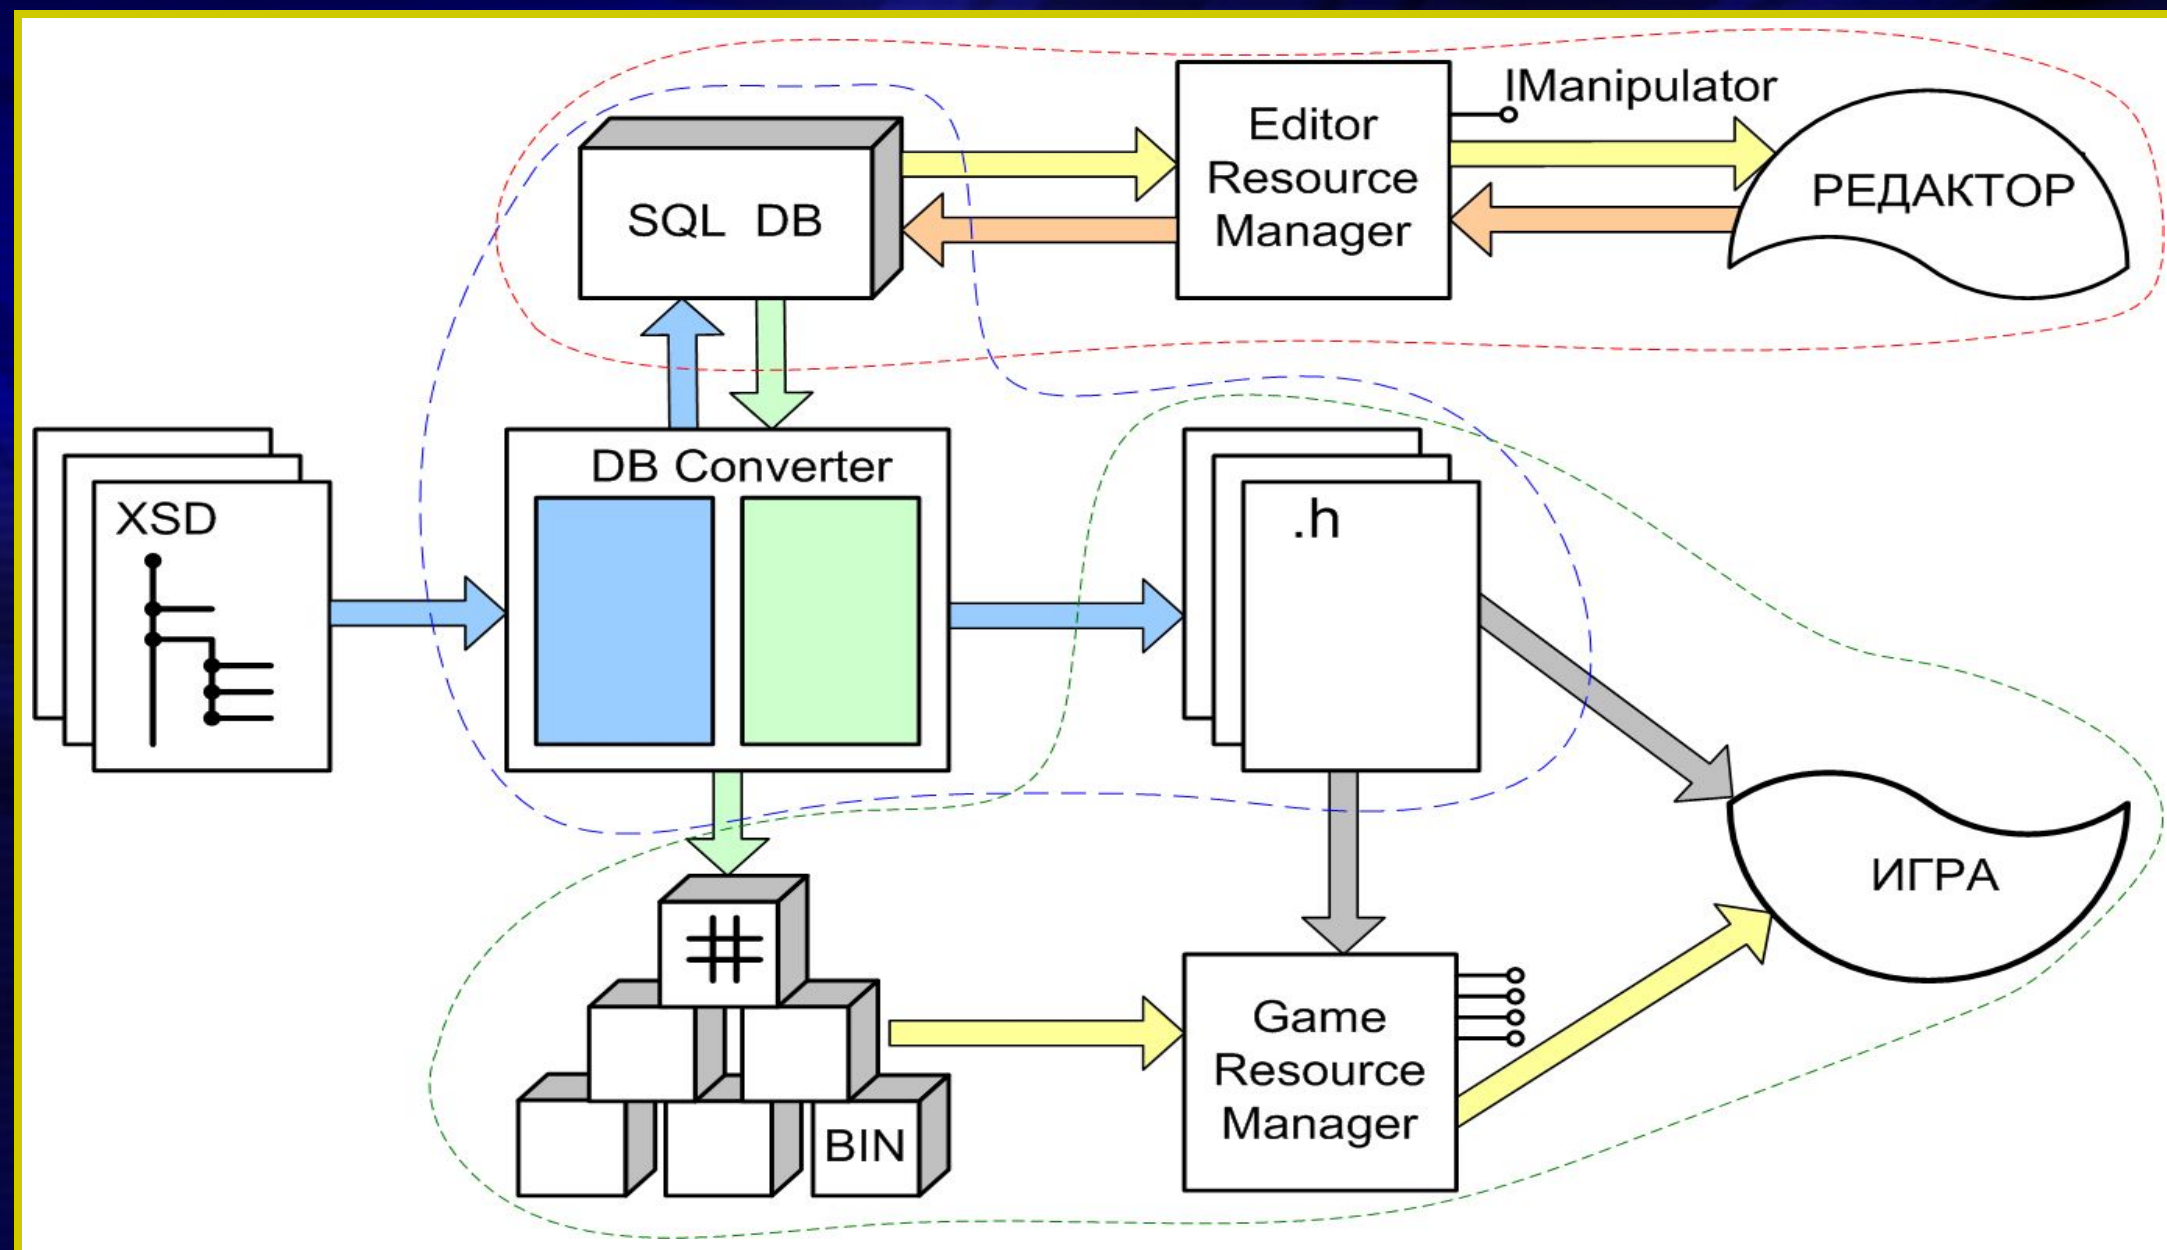 IManipulator
Editor
Resource
Manager
РЕДАКТОР
SQL DB
DB Converter
XSD
.h
ИГРА
#
Game
Resource
Manager
BIN